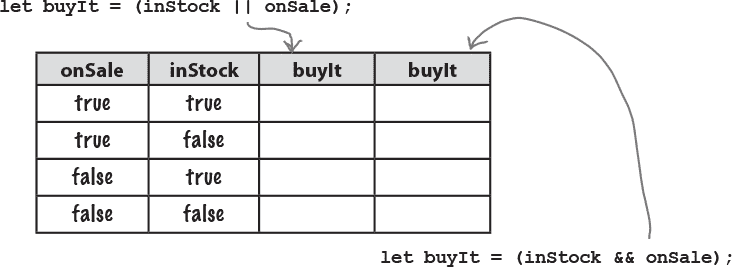 let buyIt = (inStock || onSale);
onSale inStock buyIt buyIt
true true
true false
false true
false false
let buyIt = (inStock && onSale);